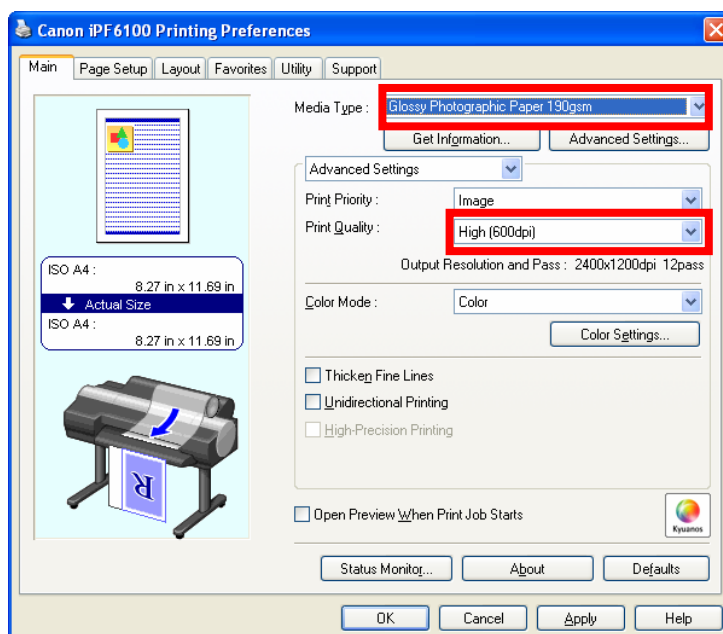 Canon iPF6100 Printing Preferences
Main Page Setup Layout Favorites Utility Support
Media Type : Glossy Photographic Paper 190gsm
Get Information... Advanced Settings...
Advanced Settings
Print Priority : Image
Print Quality : High (600dpi)
Output Resolution and Pass : 2400x1200dpi 12pass
ISO A4 :
8.27 in x 11.69 in
Actual Size
ISO A4 :
8.27 in x 11.69 in
Color Mode : Color
Color Settings...
Thicken Fine Lines
Unidirectional Printing
High-Precision Printing
R
Open Preview When Print Job Starts
Kyuanos
Status Monitor... About Defaults
OK Cancel Apply Help